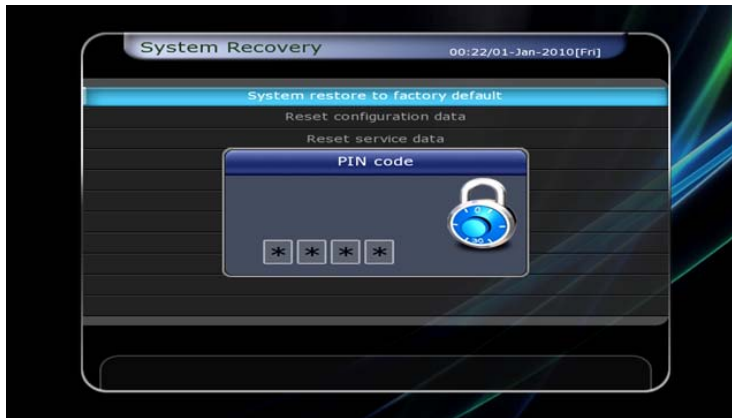 System Recovery
00:22/01-Jan-2010[Fri]
System restore to factory default
Reset configuration data
Reset service data
PIN code
* * * *